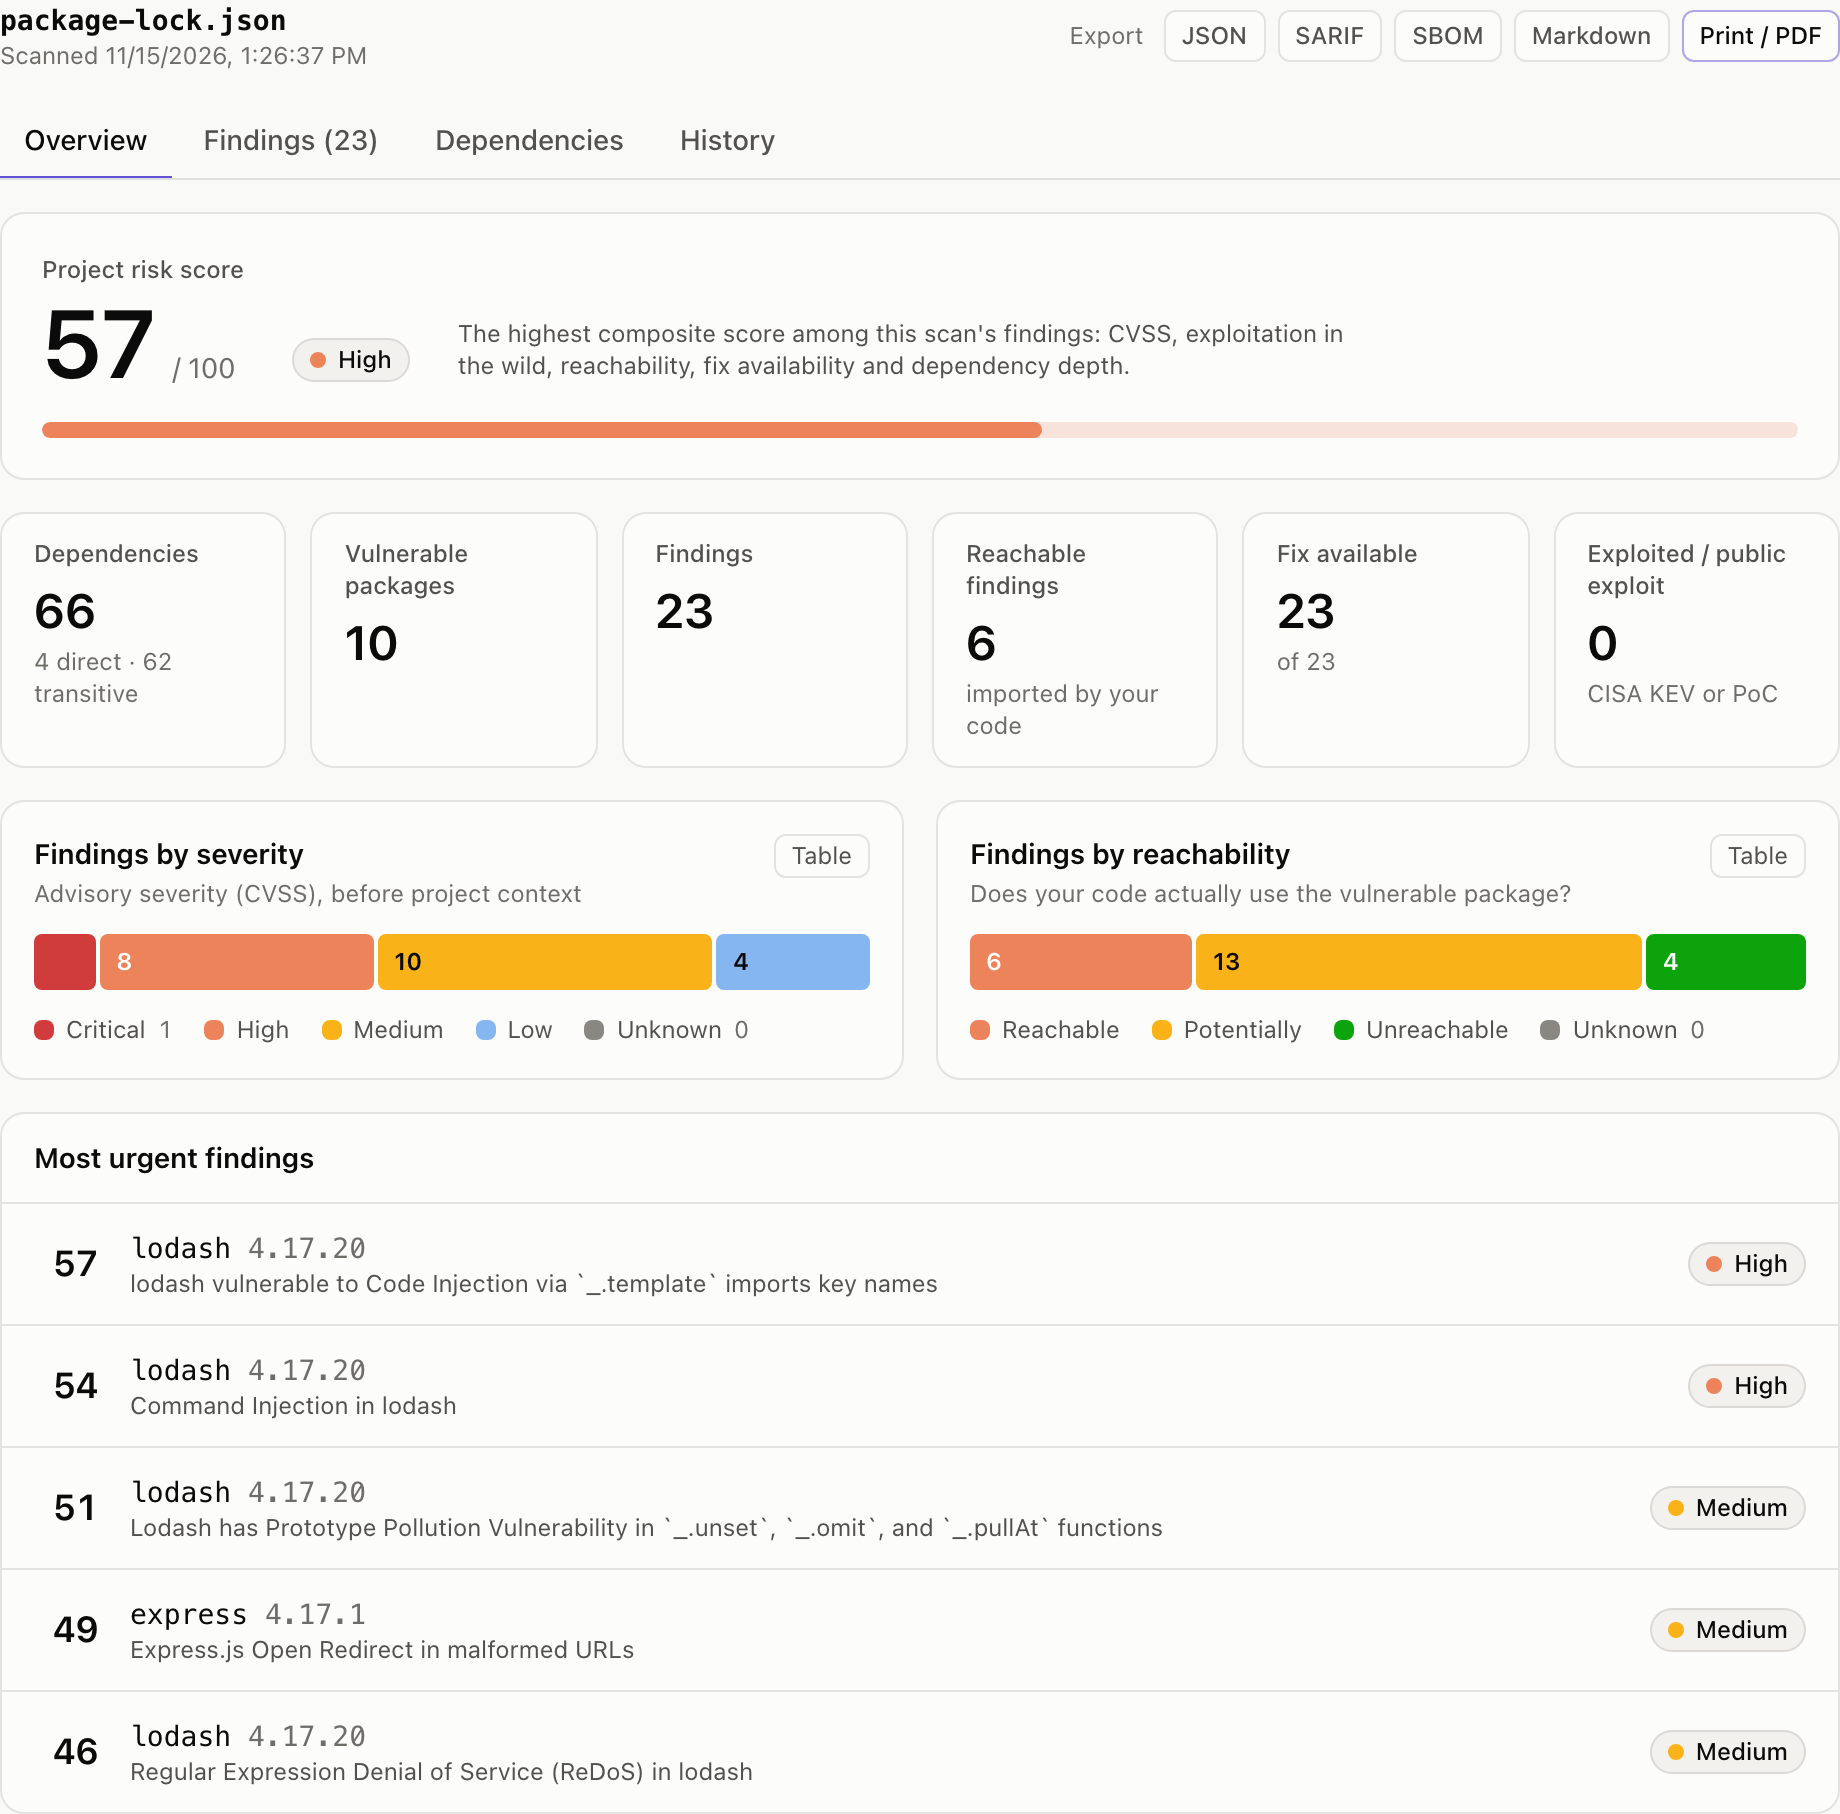 package-lock.json
Scanned 11/15/2026, 1:26:37 PM
Export
JSON
SARIF
SBOM
Markdown
Print / PDF
Overview
Findings (23)
Dependencies
History
Project risk score
57 / 100
High
The highest composite score among this scan's findings: CVSS, exploitation in
the wild, reachability, fix availability and dependency depth.
Dependencies
66
4 direct · 62
transitive
Vulnerable
packages
10
Findings
23
Reachable
findings
6
imported by your
code
Fix available
23
of 23
Exploited / public
exploit
0
CISA KEV or PoC
Findings by severity
Table
Advisory severity (CVSS), before project context
8
10
4
Critical 1
High
Medium
Low
Unknown 0
Findings by reachability
Table
Does your code actually use the vulnerable package?
6
13
4
Reachable
Potentially
Unreachable
Unknown 0
Most urgent findings
57
lodash 4.17.20
lodash vulnerable to Code Injection via `_.template` imports key names
High
54
lodash 4.17.20
Command Injection in lodash
High
51
lodash 4.17.20
Lodash has Prototype Pollution Vulnerability in `_.unset`, `_.omit`, and `_.pullAt` functions
Medium
49
express 4.17.1
Express.js Open Redirect in malformed URLs
Medium
46
lodash 4.17.20
Regular Expression Denial of Service (ReDoS) in lodash
Medium